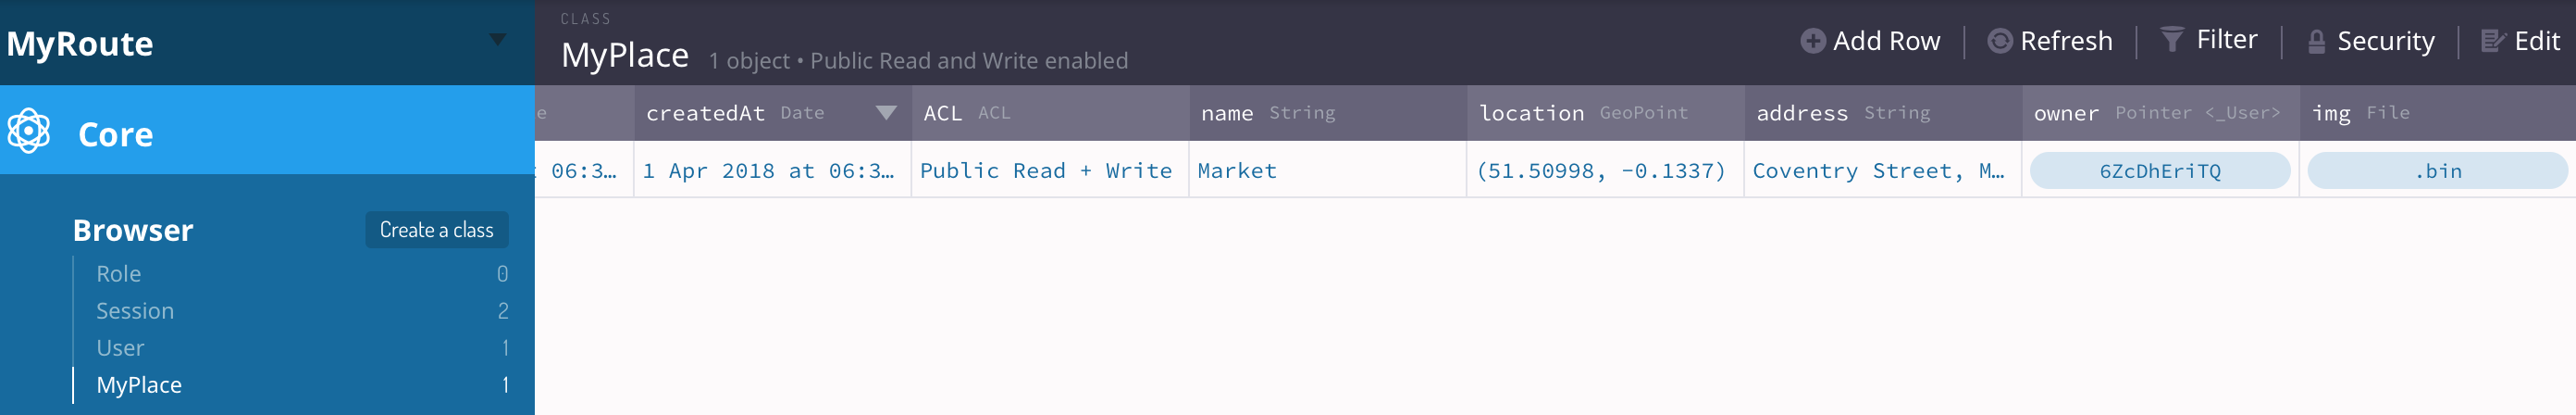 MyRoute
Core
Browser Create a class
Role 0
Session 2
User 1
MyPlace 1
CLASS
MyPlace 1 object • Public Read and Write enabled
Add Row Refresh Filter Security Edit
e createdAt Date ACL ACL name String location GeoPoint address String owner Pointer <_User> img File
06:3… 1 Apr 2018 at 06:3… Public Read + Write Market (51.50998, -0.1337) Coventry Street, M… 6ZcDhEriTQ .bin